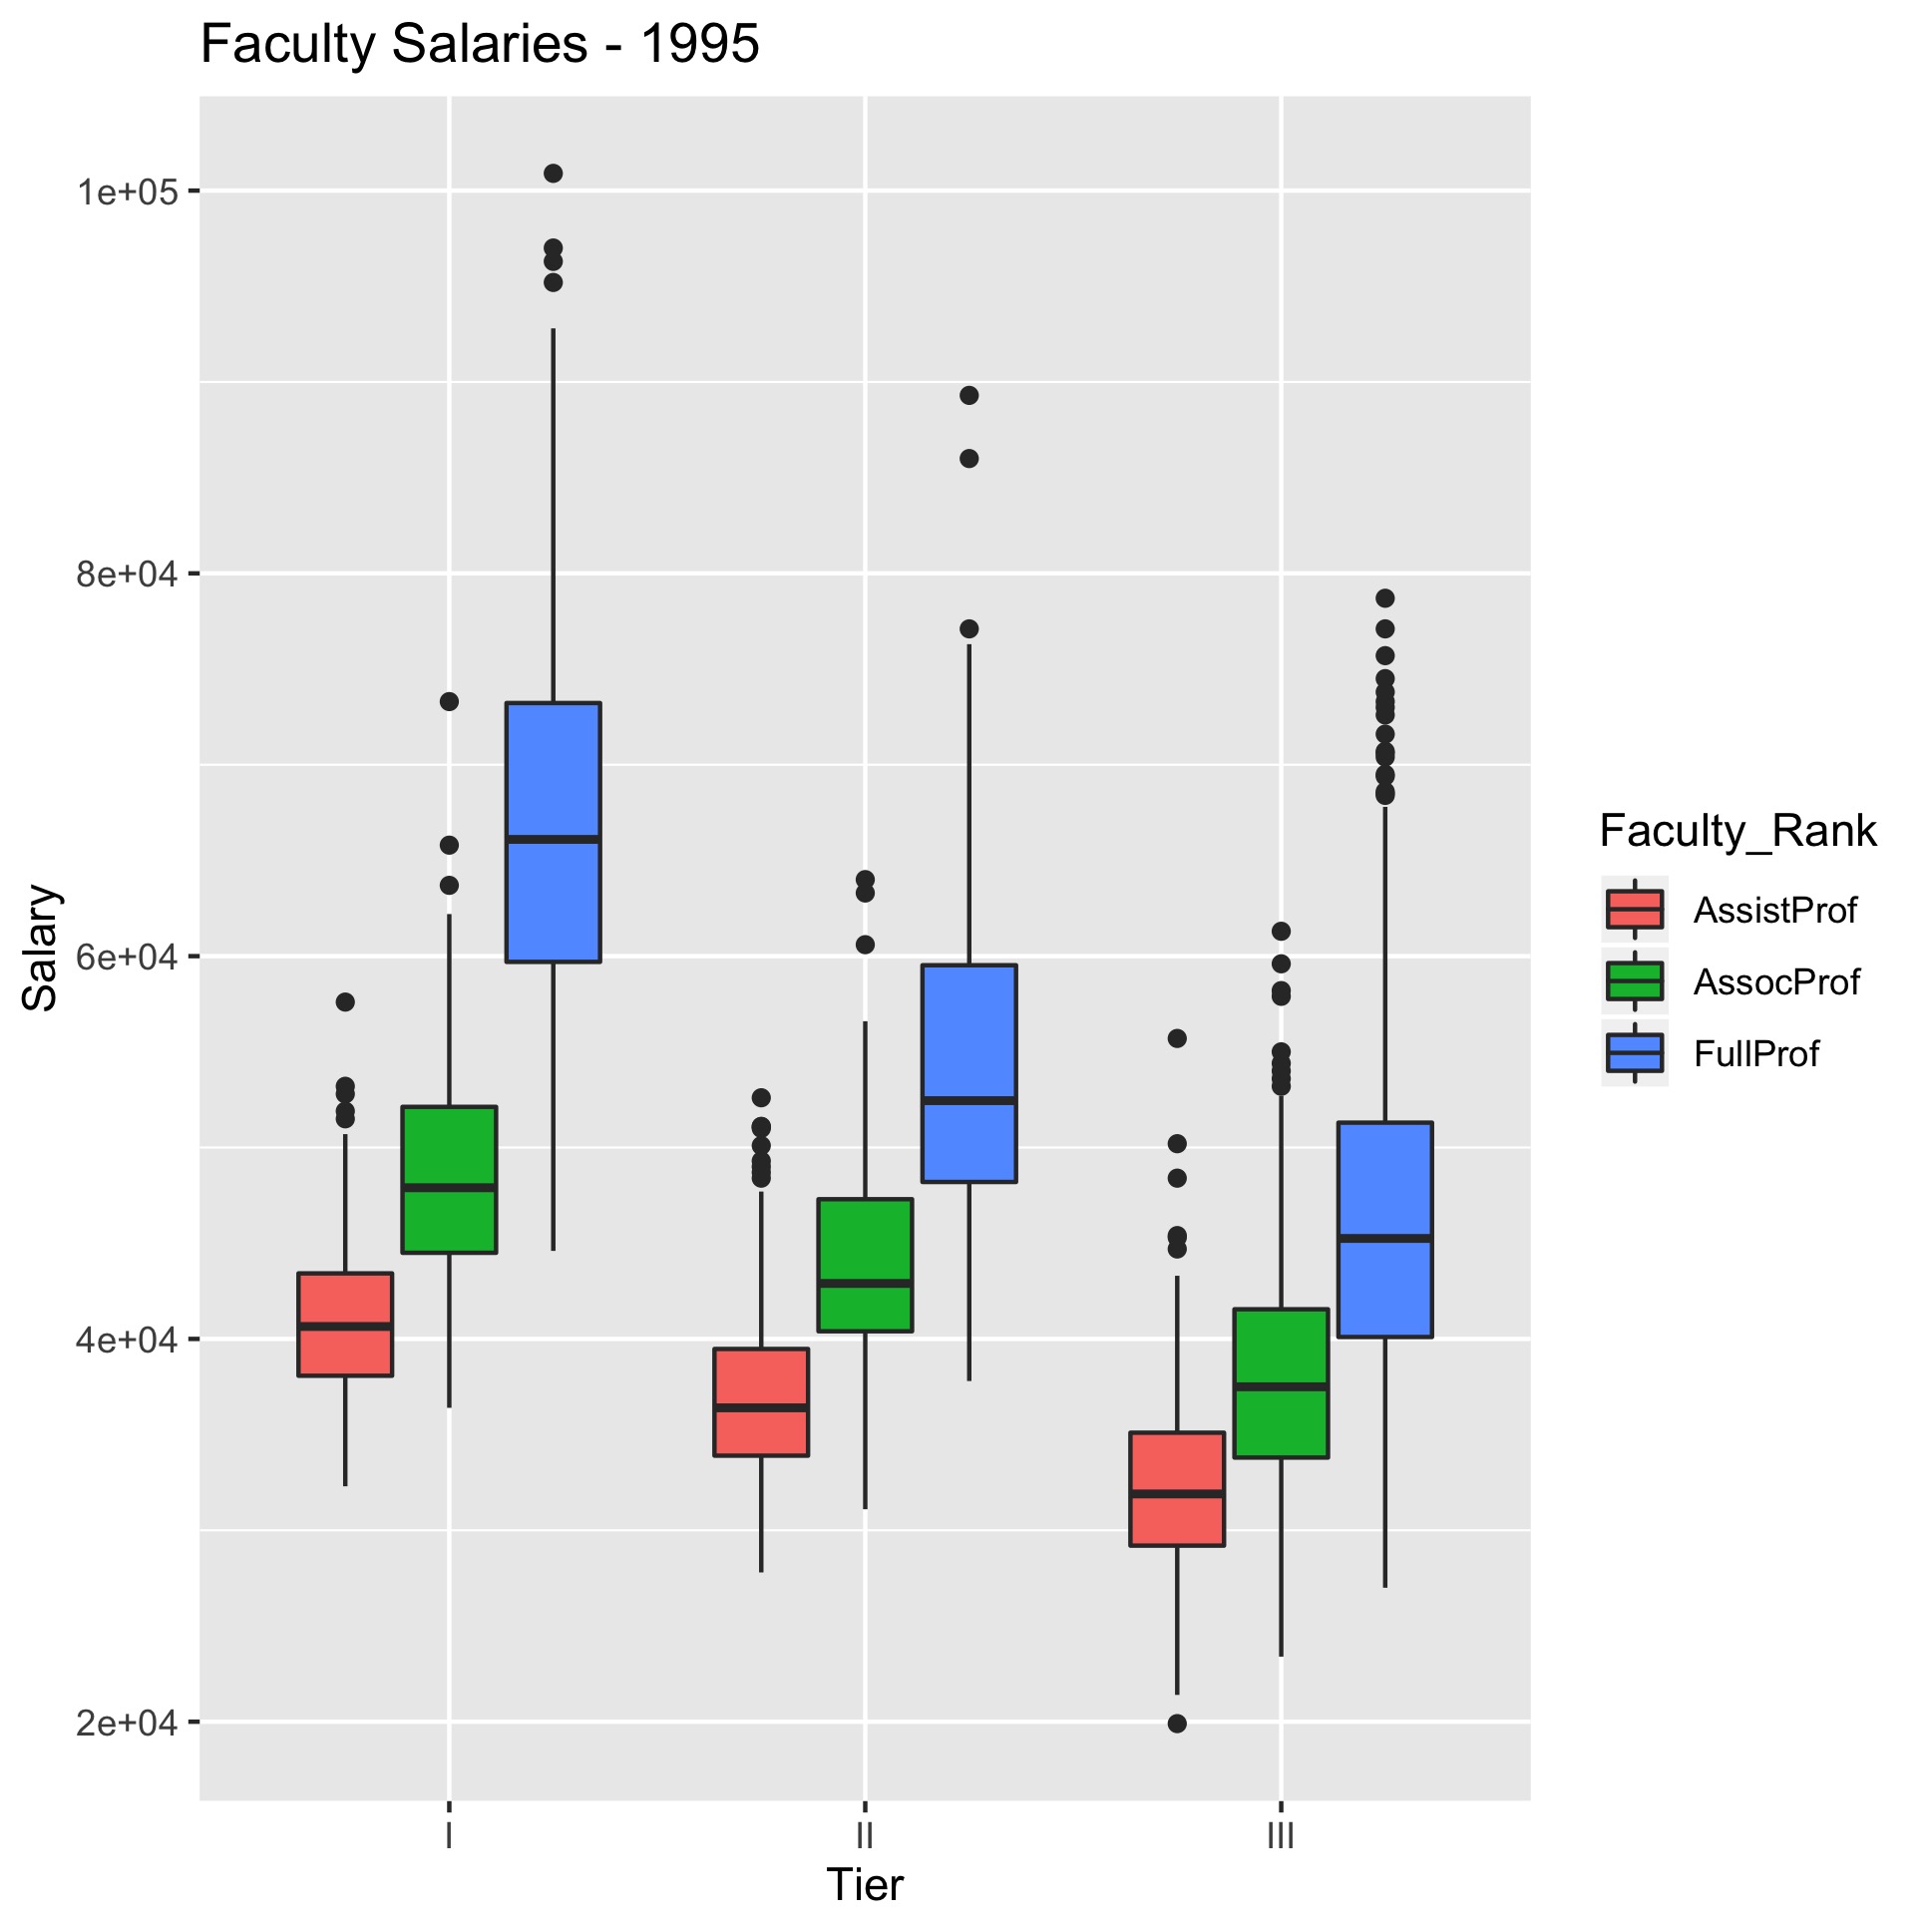 Faculty Salaries - 1995
Salary
1e+05
8e+04
6e+04
4e+04
2e+04
I
II
III
Tier
Faculty_Rank
AssistProf
AssocProf
FullProf